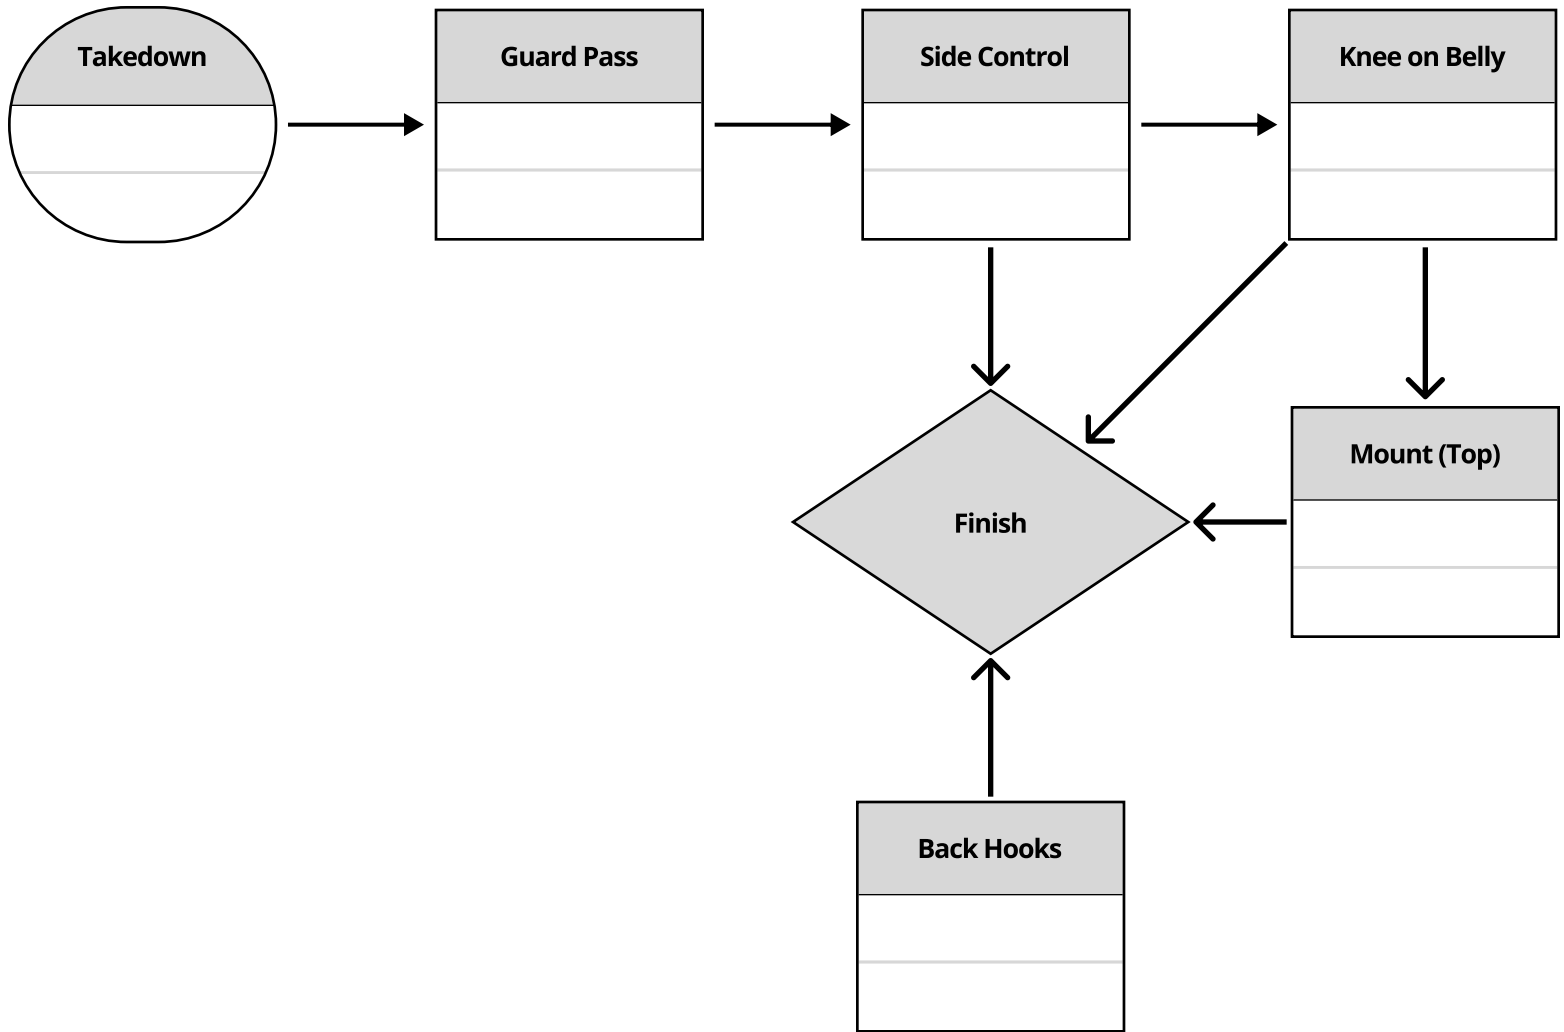 Takedown
Guard Pass
Side Control
Knee on Belly
Mount (Top)
Finish
Back Hooks